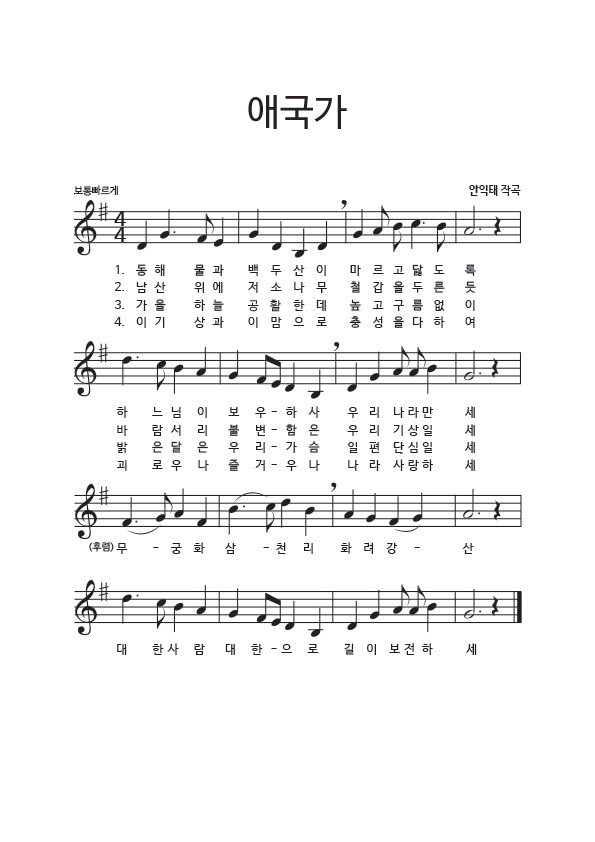 애국가
보통빠르게
안익태 작곡
4
4
1. 동 해 물 과 백 두 산 이 마 르 고 닳 도 록
2. 남 산 위 에 저 소 나 무 철 갑 을 두 른 듯
3. 가 을 하 늘 공 활 한 데 높 고 구 름 없 이
4. 이 기 상 과 이 맘 으 로 충 성 을 다 하 여
하 느 님 이 보 우 - 하 사 우 리 나 라 만 세
바 람 서 리 불 변 - 함 은 우 리 기 상 일 세
밝 은 달 은 우 리 - 가 슴 일 편 단 심 일 세
괴 로 우 나 즐 거 - 우 나 나 라 사 랑 하 세
(후렴) 무 - 궁 화 삼 - 천 리 화 려 강 - 산
대 한 사 람 대 한 - 으 로 길 이 보 전 하 세